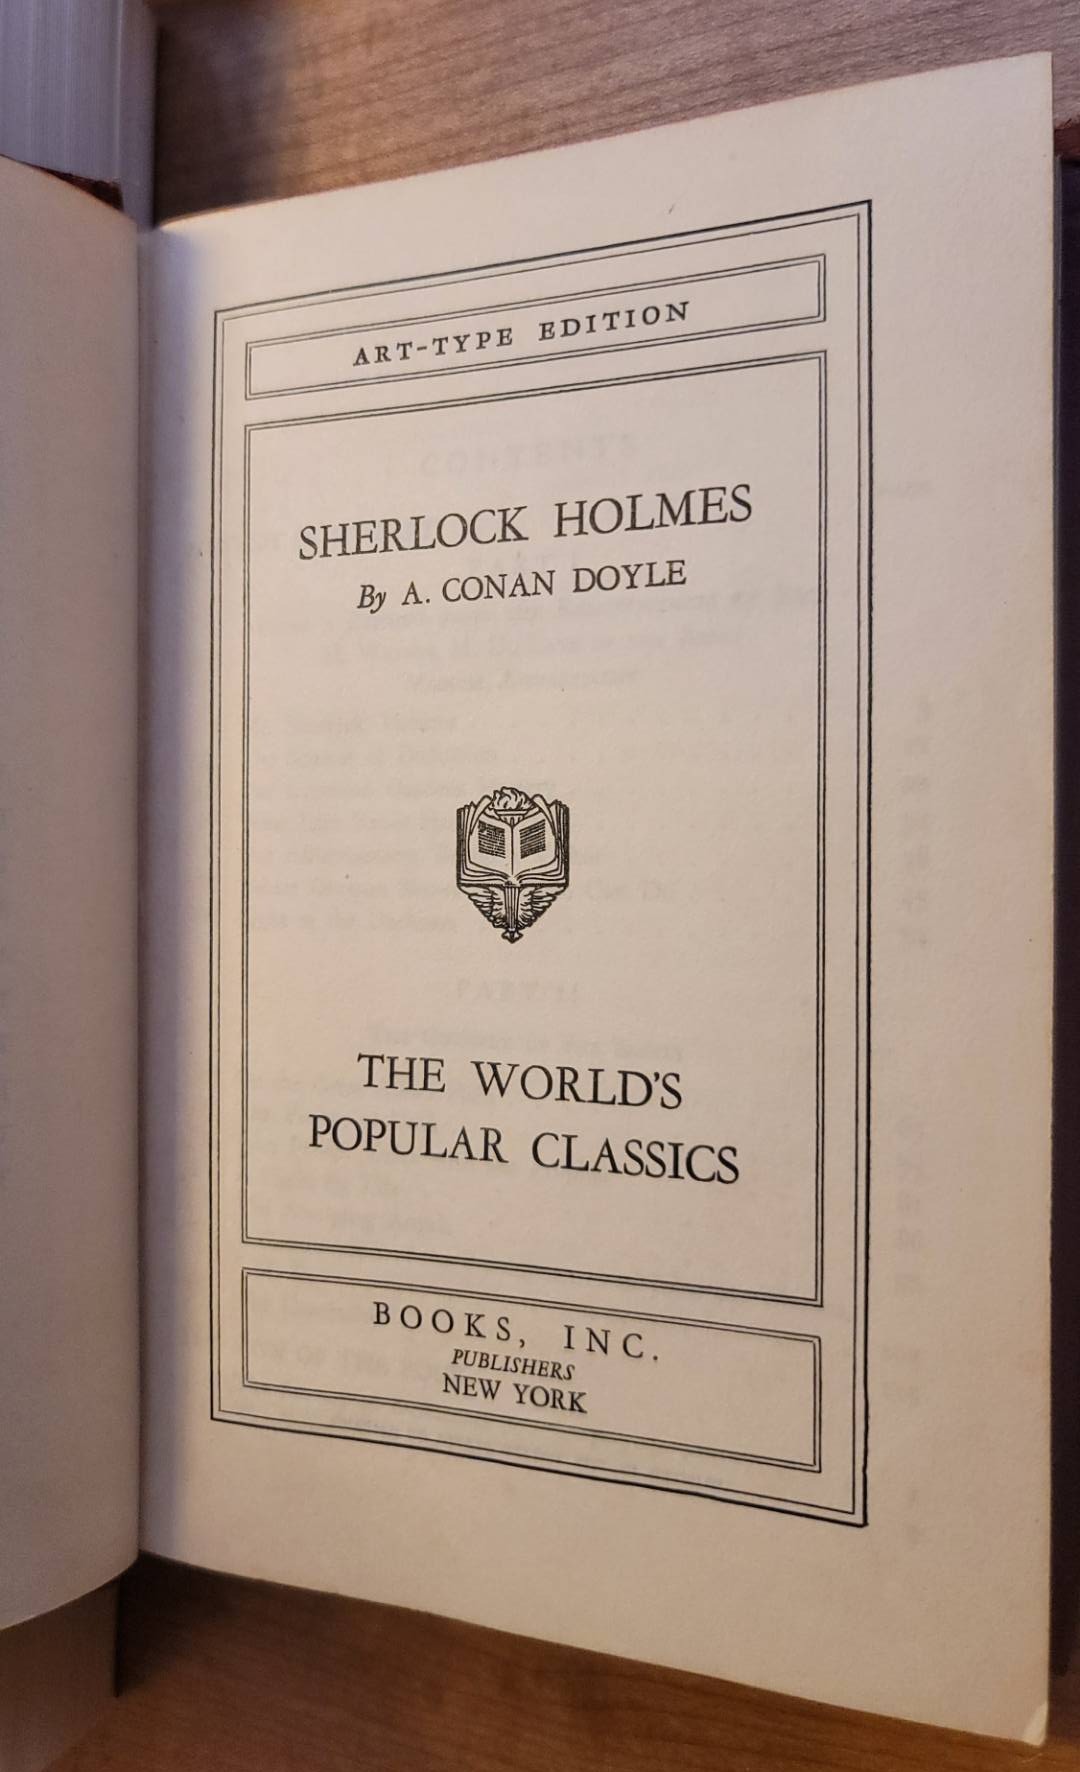 ART-TYPE EDITION
SHERLOCK HOLMES
By A. CONAN DOYLE
THE WORLD'S
POPULAR CLASSICS
BOOKS, INC.
PUBLISHERS
NEW YORK